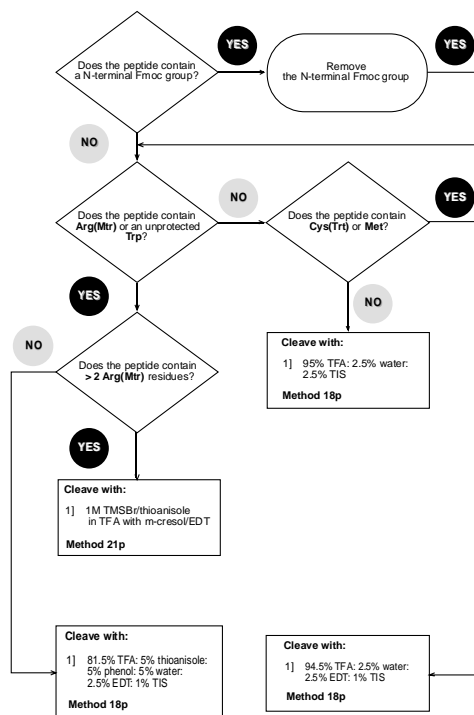 YES
YES
Does the peptide contain
a N-terminal Fmoc group?
Remove
the N-terminal Fmoc group
NO
NO
YES
Does the peptide contain
Arg(Mtr) or an unprotected
Trp?
Does the peptide contain
Cys(Trt) or Met?
YES
NO
NO
Does the peptide contain
> 2 Arg(Mtr) residues?
Cleave with:
1] 95% TFA: 2.5% water:
2.5% TIS
Method 18p
YES
Cleave with:
1] 1M TMSBr/thioanisole
in TFA with m-cresol/EDT
Method 21p
Cleave with:
1] 81.5% TFA: 5% thioanisole:
5% phenol: 5% water:
2.5% EDT: 1% TIS
Method 18p
Cleave with:
1] 94.5% TFA: 2.5% water:
2.5% EDT: 1% TIS
Method 18p